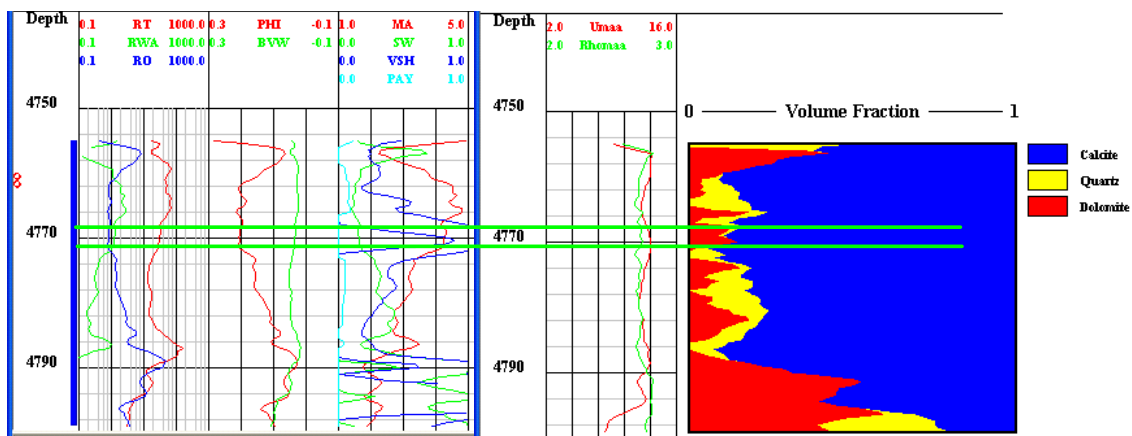 Depth
0.1 RT 1000.0
0.1 RWA 1000.0
0.1 RO 1000.0
0.3 PHI -0.1
0.3 BVW -0.1
1.0 MA 5.0
0.0 SW 1.0
0.0 VSH 1.0
0.0 PAY 1.0
4750
4770
4790
8
Depth
2.0 Umaa 16.0
2.0 Rhomaa 3.0
4750
4770
4790
0 Volume Fraction 1
Calcite
Quartz
Dolomite